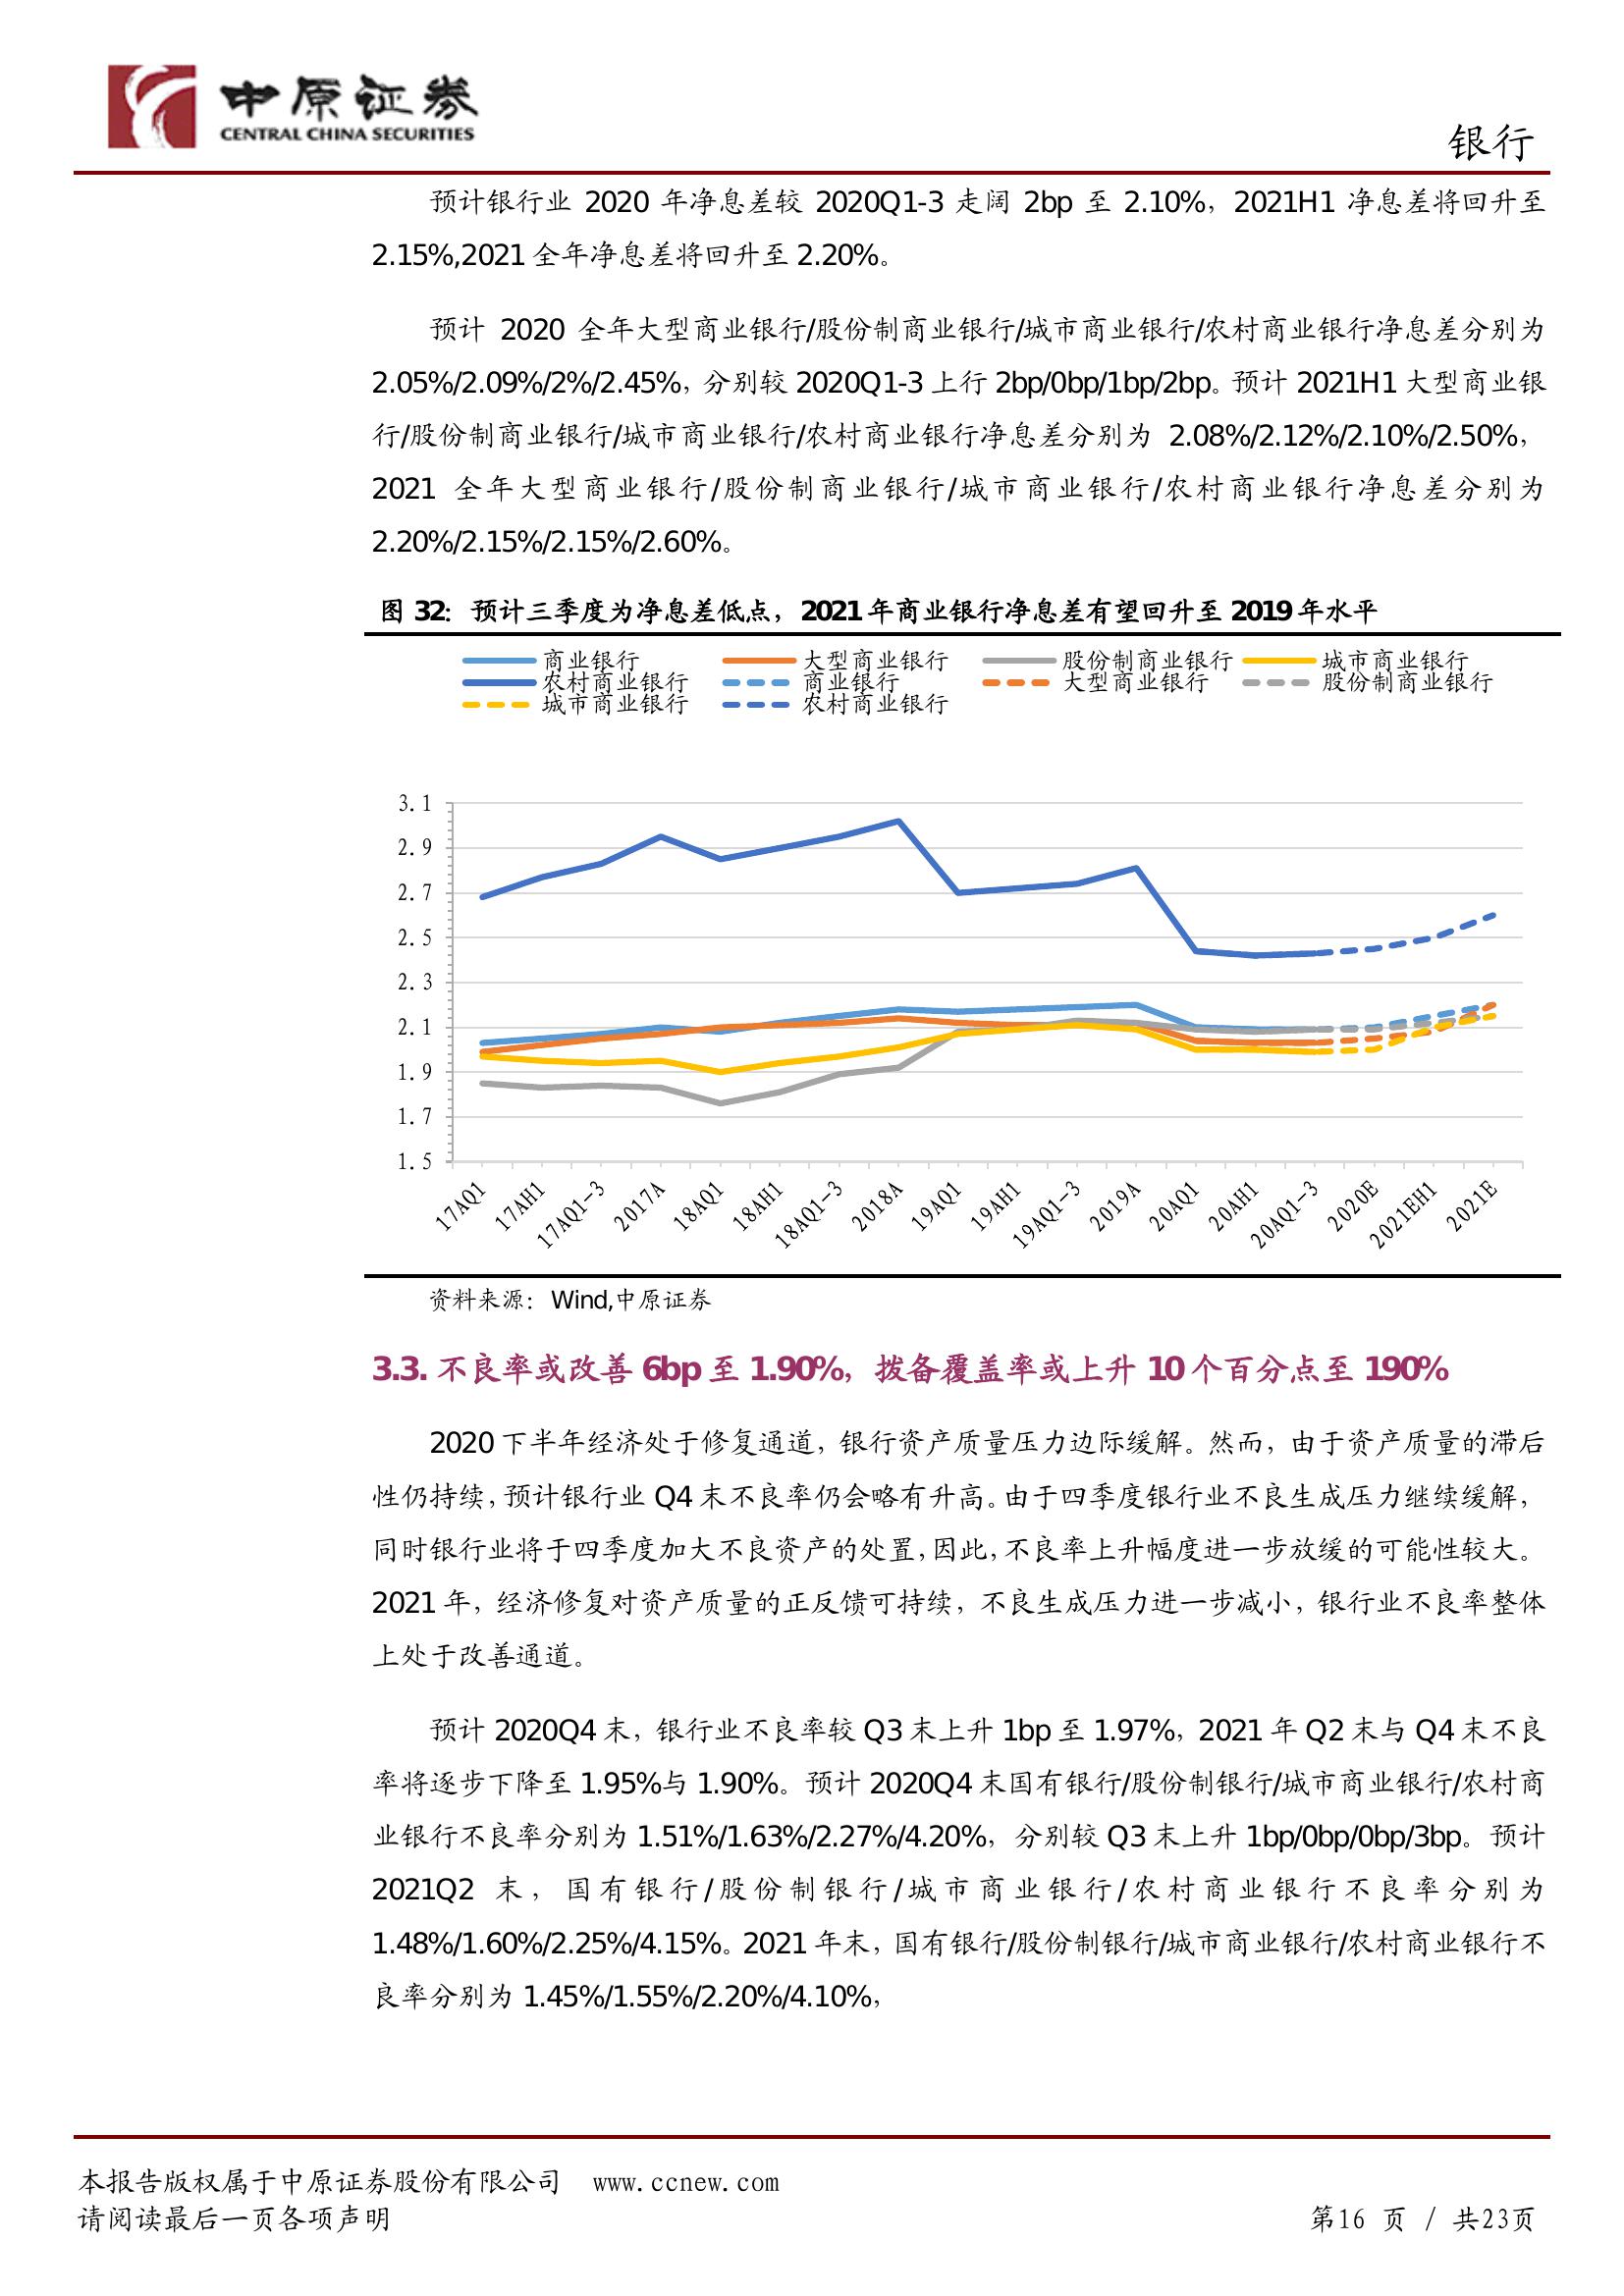 中原证券
CENTRAL CHINA SECURITIES
银行
预计银行业 2020 年净息差较 2020Q1-3 走阔 2bp 至 2.10%，2021H1 净息差将回升至
2.15%,2021 全年净息差将回升至 2.20%。
预计 2020 全年大型商业银行/股份制商业银行/城市商业银行/农村商业银行净息差分别为
2.05%/2.09%/2%/2.45%，分别较 2020Q1-3 上行 2bp/0bp/1bp/2bp。预计 2021H1 大型商业银
行/股份制商业银行/城市商业银行/农村商业银行净息差分别为 2.08%/2.12%/2.10%/2.50%，
2021 全年大型商业银行/股份制商业银行/城市商业银行/农村商业银行净息差分别为
2.20%/2.15%/2.15%/2.60%。
图 32：预计三季度为净息差低点，2021 年商业银行净息差有望回升至 2019 年水平
商业银行 大型商业银行 股份制商业银行 城市商业银行
农村商业银行 商业银行 大型商业银行 股份制商业银行
城市商业银行 农村商业银行
3.1
2.9
2.7
2.5
2.3
2.1
1.9
1.7
1.5
17AQ1 17AH1 17AQ1-3 2017A 18AQ1 18AH1 18AQ1-3 2018A 19AQ1 19AH1 19AQ1-3 2019A 20AQ1 20AH1 20AQ1-3 2020E 2021EH1 2021E
资料来源：Wind,中原证券
3.3. 不良率或改善 6bp 至 1.90%，拨备覆盖率或上升 10 个百分点至 190%
2020 下半年经济处于修复通道，银行资产质量压力边际缓解。然而，由于资产质量的滞后
性仍持续，预计银行业 Q4 末不良率仍会略有升高。由于四季度银行业不良生成压力继续缓解，
同时银行业将于四季度加大不良资产的处置，因此，不良率上升幅度进一步放缓的可能性较大。
2021 年，经济修复对资产质量的正反馈可持续，不良生成压力进一步减小，银行业不良率整体
上处于改善通道。
预计 2020Q4 末，银行业不良率较 Q3 末上升 1bp 至 1.97%，2021 年 Q2 末与 Q4 末不良
率将逐步下降至 1.95%与 1.90%。预计 2020Q4 末国有银行/股份制银行/城市商业银行/农村商
业银行不良率分别为 1.51%/1.63%/2.27%/4.20%，分别较 Q3 末上升 1bp/0bp/0bp/3bp。预计
2021Q2 末，国有银行/股份制银行/城市商业银行/农村商业银行不良率分别为
1.48%/1.60%/2.25%/4.15%。2021 年末，国有银行/股份制银行/城市商业银行/农村商业银行不
良率分别为 1.45%/1.55%/2.20%/4.10%，
本报告版权属于中原证券股份有限公司 www.ccnew.com
请阅读最后一页各项声明 第16 页 / 共23页